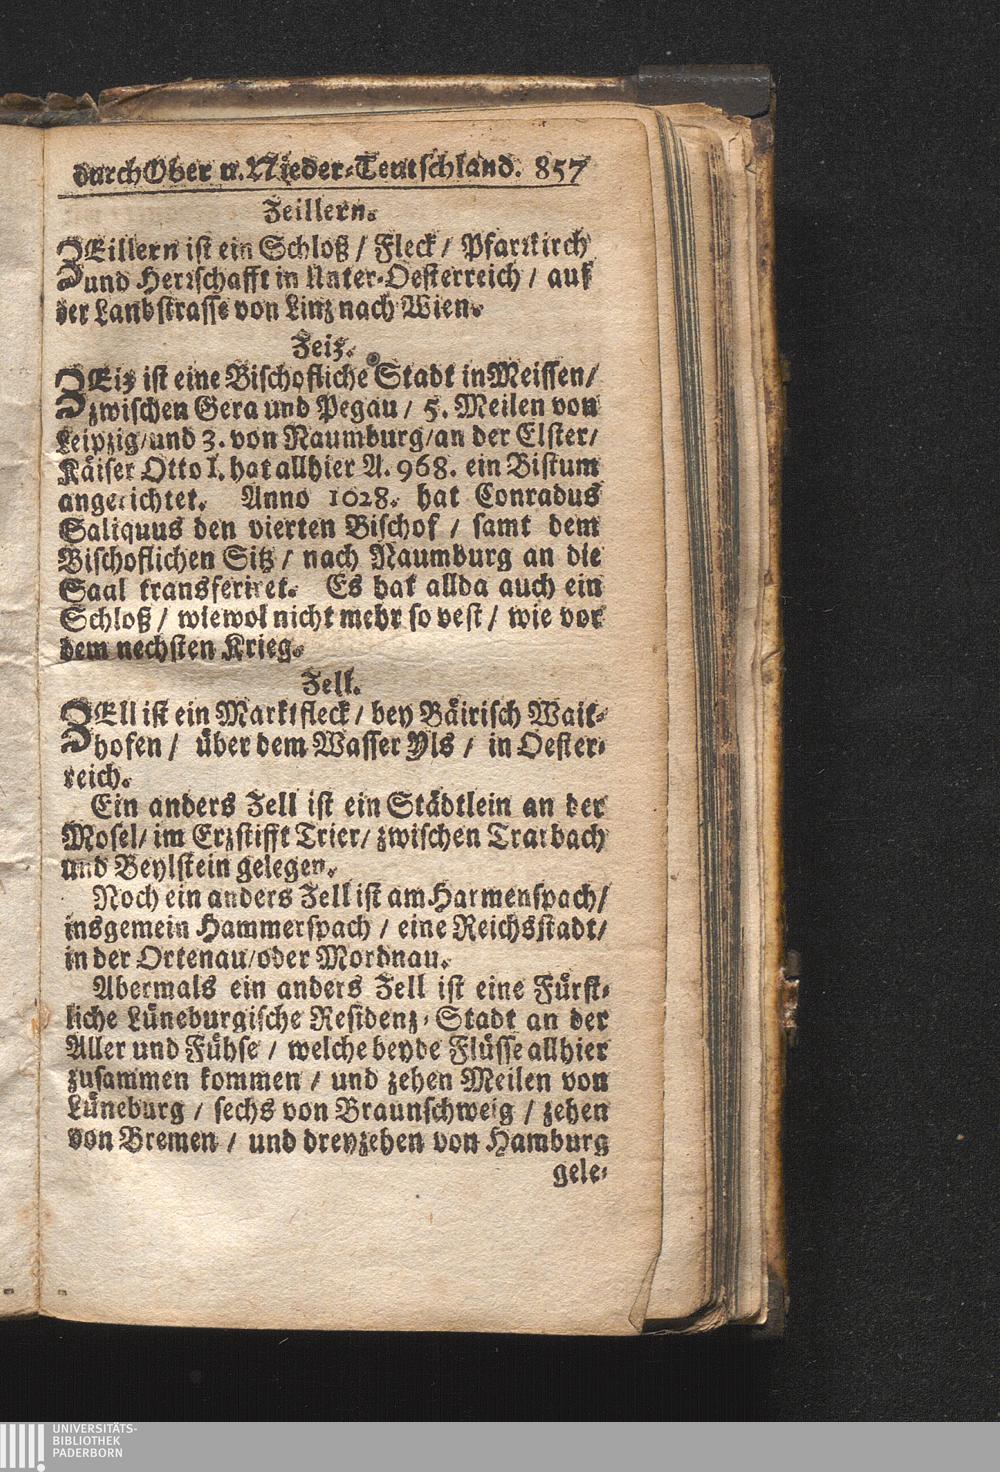 durch Ober u. Nieder-Teutschland. 857
Zeillern.
ZEillern ist ein Schloß / Fleck / Pfarrkirch
und Herrschafft in Unter-Oesterreich / auf
der Landstrasse von Linz nach Wien.
Zeiz.
ZEiz ist eine Bischofliche Stadt in Meissen/
zwischen Gera und Pegau / 5. Meilen von
Leipzig/und 3. von Naumburg/an der Elster/
Käiser Otto I. hat allhier A. 968. ein Bistum
angerichtet. Anno 1028. hat Conradus
Saliquus den vierten Bischof / samt dem
Bischoflichen Sitz / nach Naumburg an die
Saal transferiret. Es hat allda auch ein
Schloß / wiewol nicht mehr so vest / wie vor
dem nechsten Krieg.
Zell.
ZEll ist ein Marktfleck / bey Bäirisch Wait-
hofen / über dem Wasser Yls / in Oester-
reich.
Ein anders Zell ist ein Städtlein an der
Mosel/ im Erzstifft Trier/ zwischen Trarbach
und Beylstein gelegen.
Noch ein anders Zell ist am Harmenspach/
insgemein Hammerspach / eine Reichsstadt/
in der Ortenau/oder Mordnau.
Abermals ein anders Zell ist eine Fürst-
liche Lüneburgische Residenz-Stadt an der
Aller und Fühse / welche beyde Flüsse allhier
zusammen kommen / und zehen Meilen von
Lüneburg / sechs von Braunschweig / zehen
von Bremen / und dreyzehen von Hamburg
gele-
UNIVERSITÄTS-
BIBLIOTHEK
PADERBORN